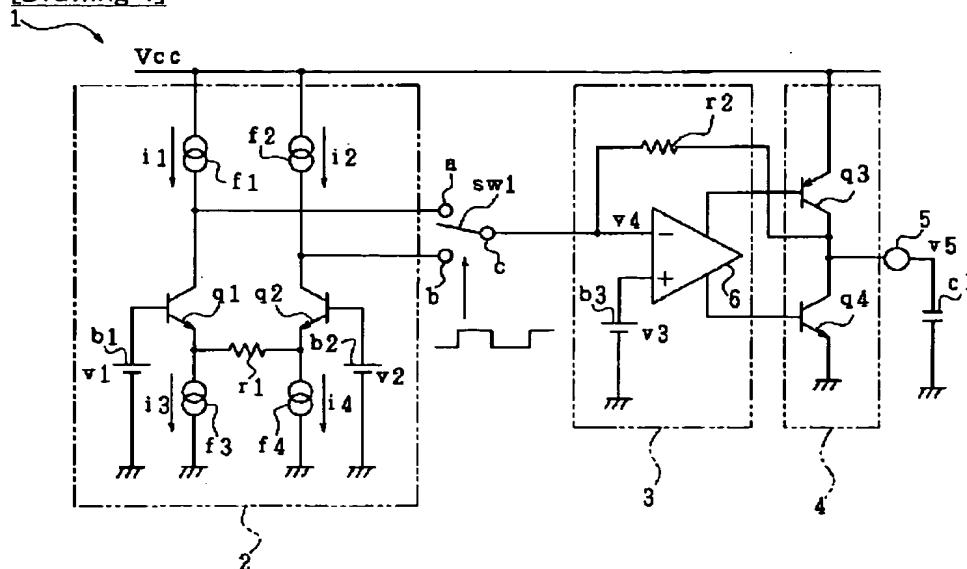 [Drawing 4]
1
Vcc
i1
f1
f2
i2
a
sw1
c
b
r2
v4
−
+
6
b3
v3
q3
5
v5
c1
q4
q1
q2
b1
v1
r1
b2
v2
i3
f3
i4
f4
2
3
4